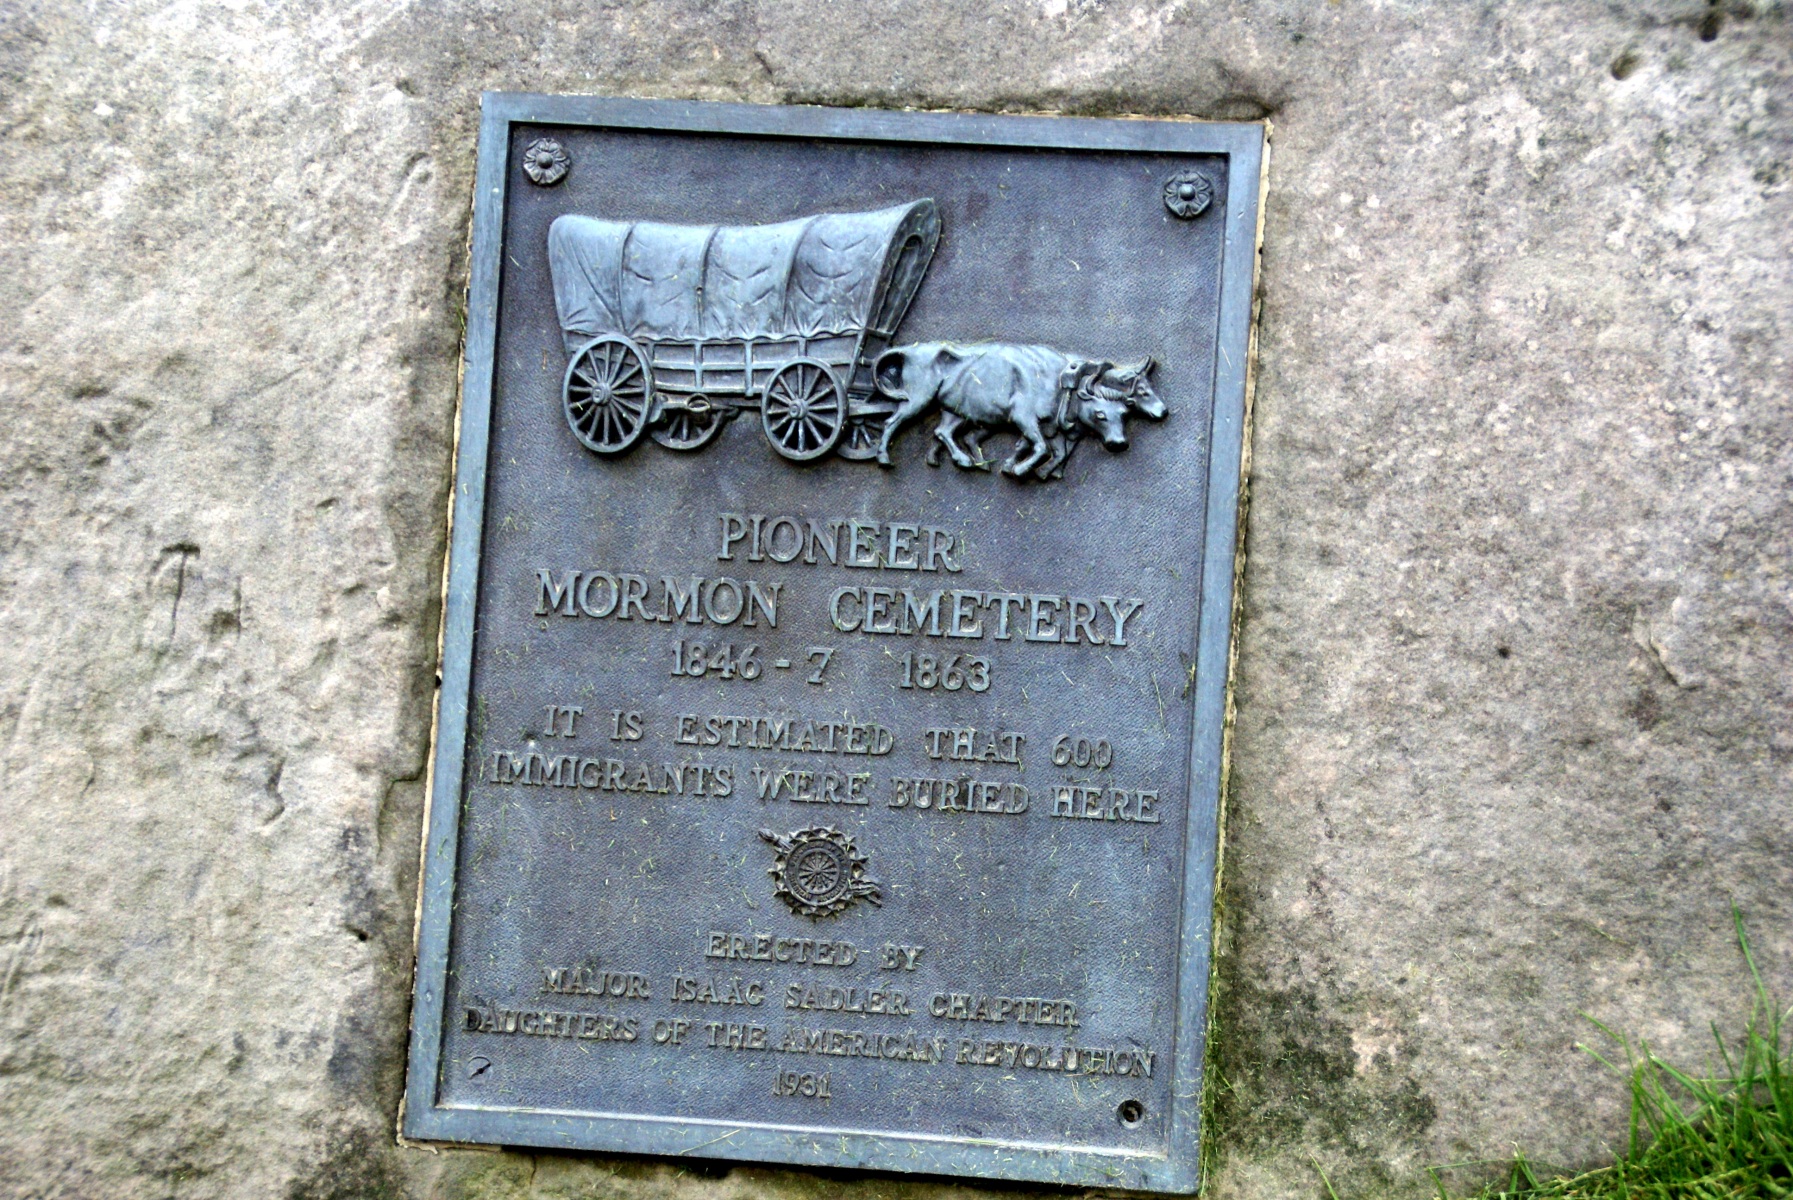 PIONEER
MORMON CEMETERY
1846 - 7 1863
IT IS ESTIMATED THAT 600
IMMIGRANTS WERE BURIED HERE
ERECTED BY
MAJOR ISAAC SADLER CHAPTER
DAUGHTERS OF THE AMERICAN REVOLUTION
1931